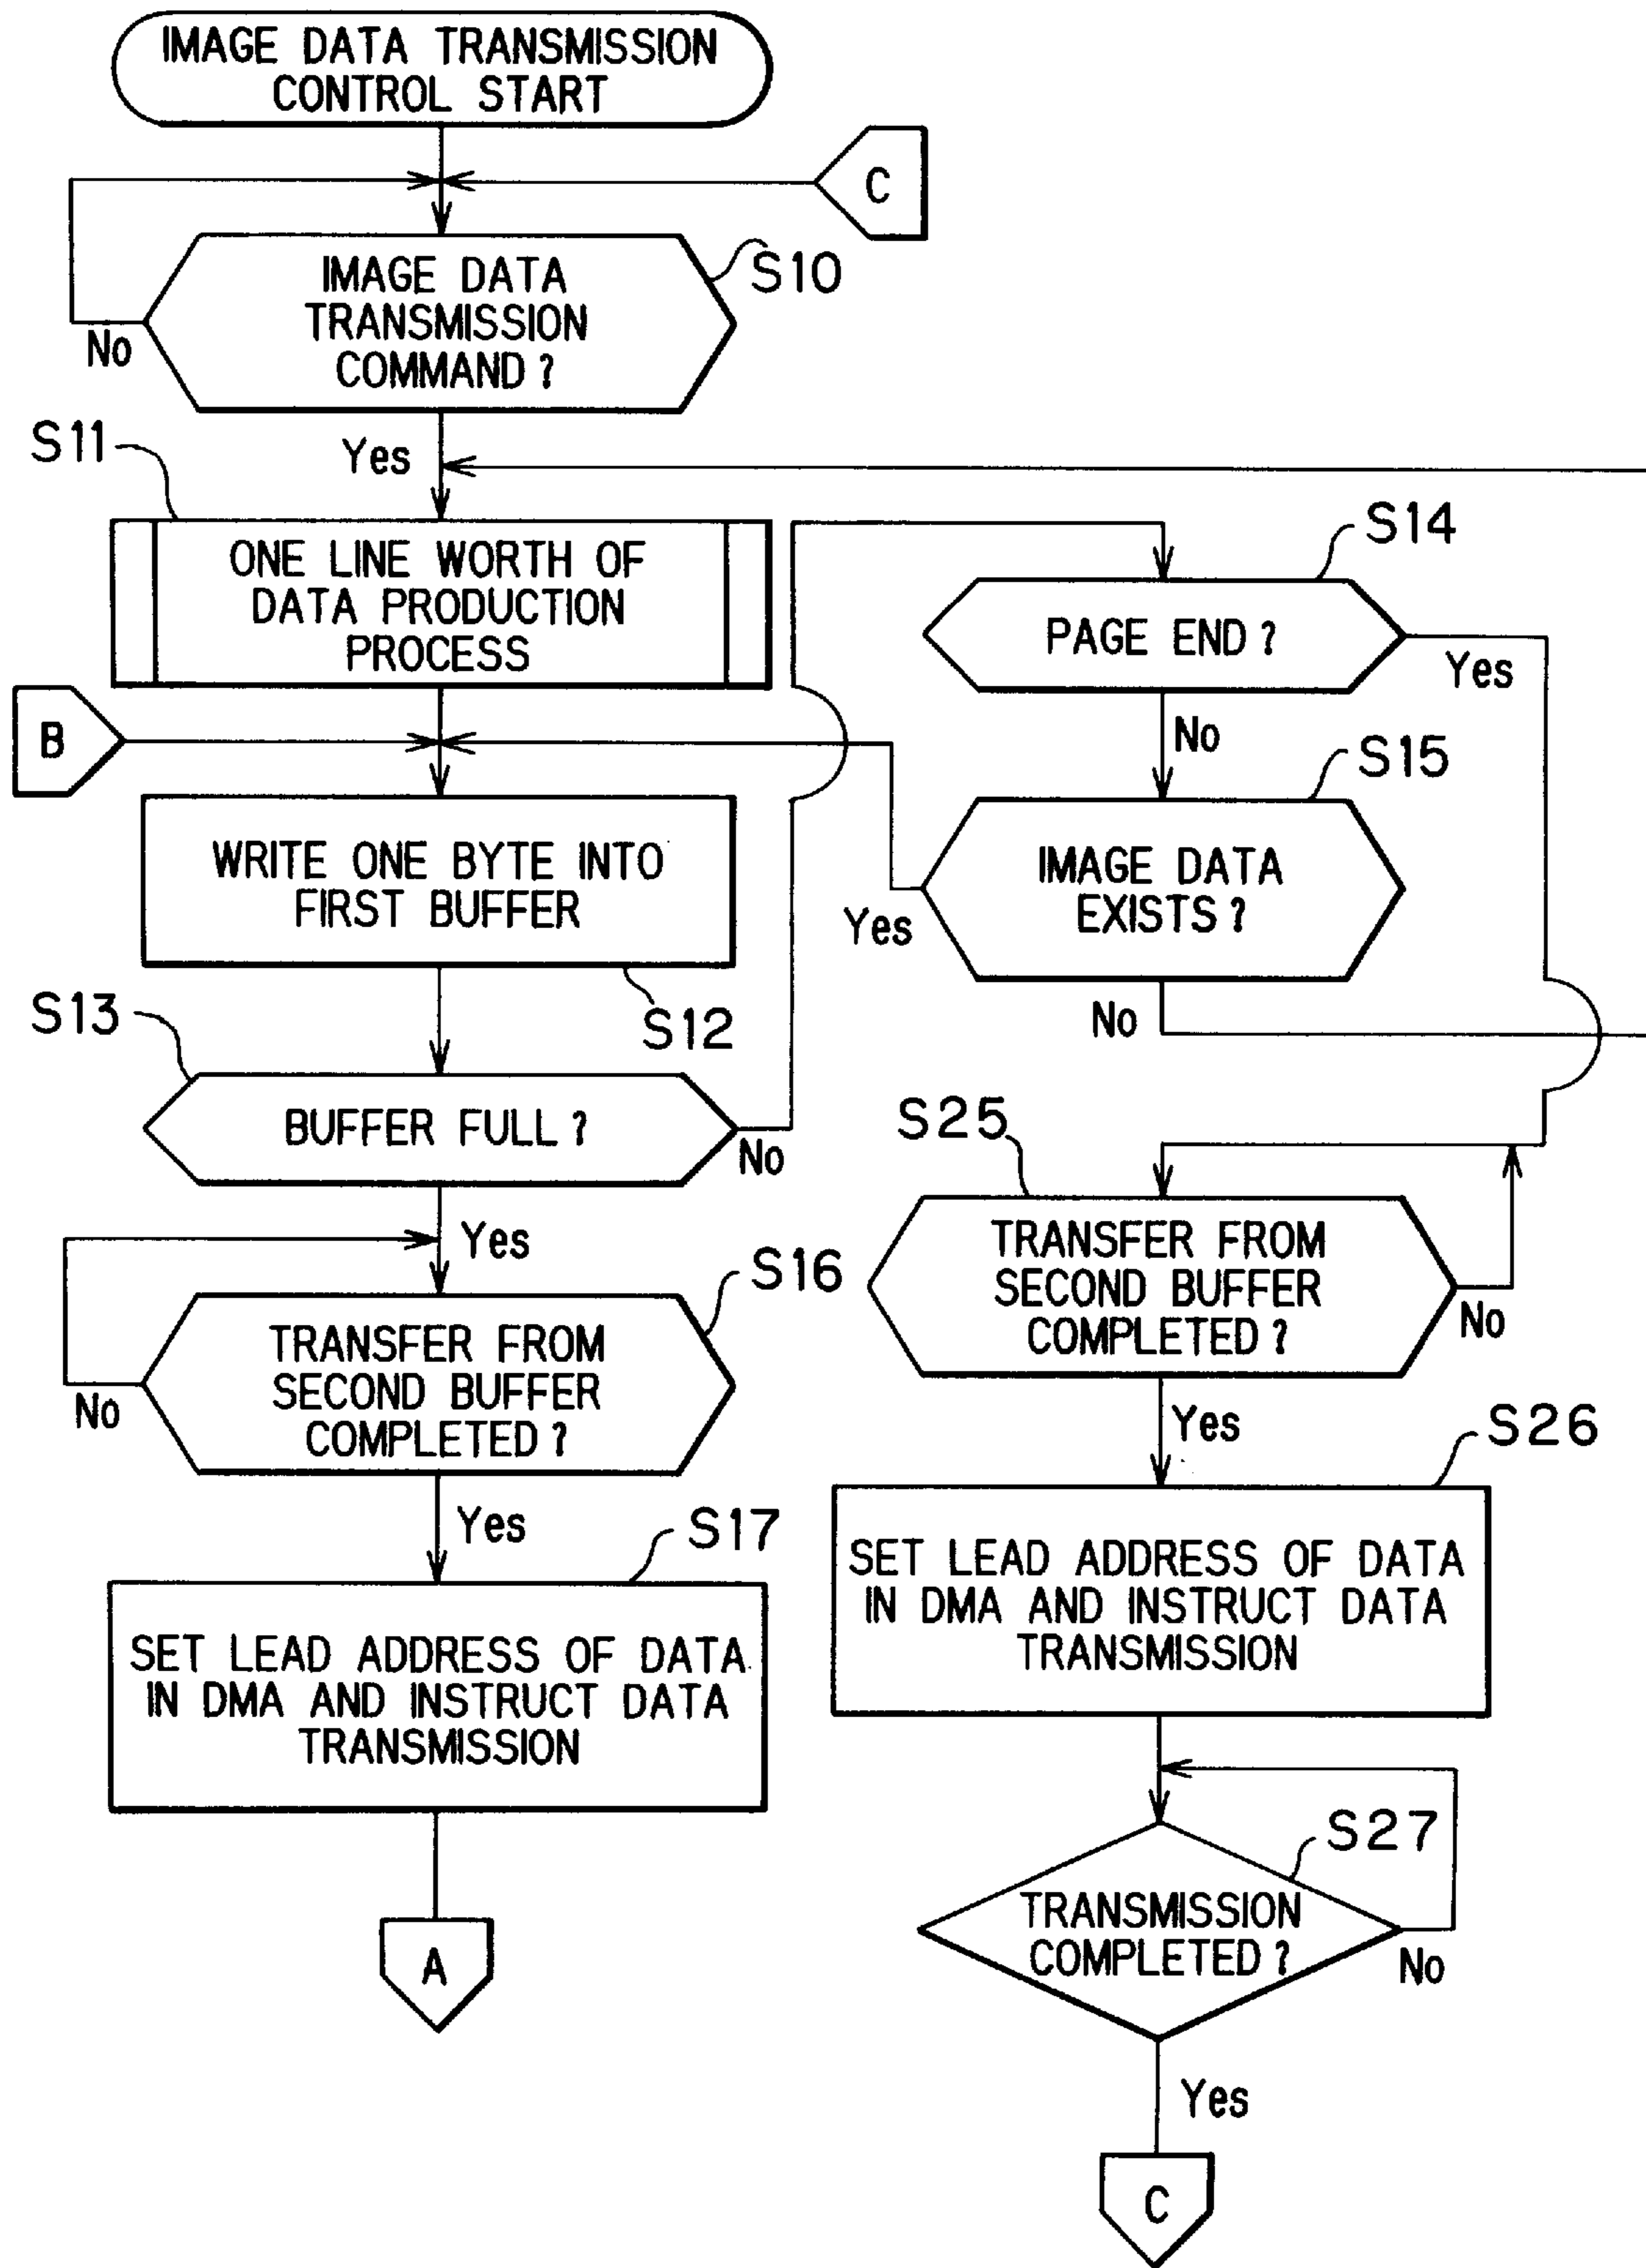 IMAGE DATA TRANSMISSION
CONTROL START
C
IMAGE DATA
TRANSMISSION
COMMAND ?
S10
No
Yes
S11
ONE LINE WORTH OF
DATA PRODUCTION
PROCESS
B
WRITE ONE BYTE INTO
FIRST BUFFER
S12
S13
BUFFER FULL ?
No
Yes
S16
TRANSFER FROM
SECOND BUFFER
COMPLETED ?
No
Yes
S17
SET LEAD ADDRESS OF DATA
IN DMA AND INSTRUCT DATA
TRANSMISSION
A
S14
PAGE END ?
Yes
No
S15
IMAGE DATA
EXISTS ?
Yes
No
S25
TRANSFER FROM
SECOND BUFFER
COMPLETED ?
No
Yes
S26
SET LEAD ADDRESS OF DATA
IN DMA AND INSTRUCT DATA
TRANSMISSION
S27
TRANSMISSION
COMPLETED ?
No
Yes
C